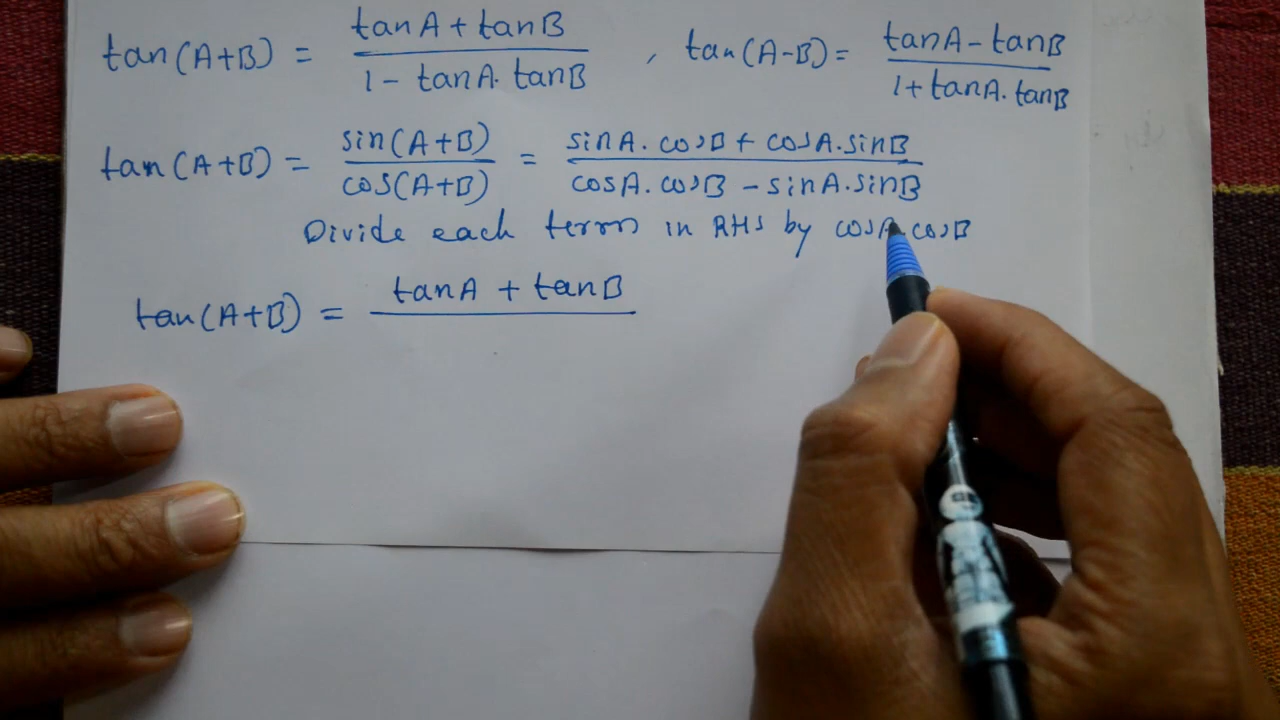 tan(A+B) = tanA + tanB / 1 - tanA. tanB , tan(A-B) = tanA - tanB / 1 + tanA. tanB
tan(A+B) = sin(A+B) / cos(A+B) = sinA. cosB + cosA. sinB / cosA. cosB - sinA. sinB
Divide each term in RHS by cosA. cosB
tan(A+B) = tanA + tanB